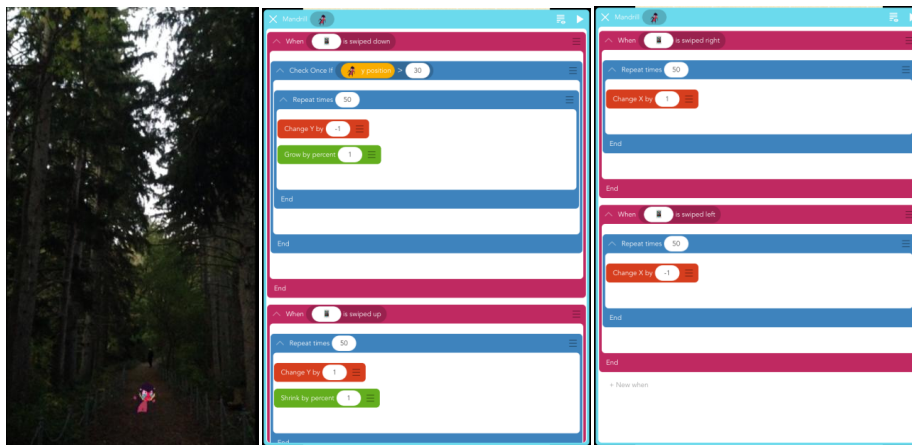 Mandrill
When is swiped down
Check Once If y position > 30
Repeat times 50
Change Y by -1
Grow by percent 1
End
End
End
When is swiped up
Repeat times 50
Change Y by 1
Shrink by percent 1
End
Mandrill
When is swiped right
Repeat times 50
Change X by 1
End
End
When is swiped left
Repeat times 50
Change X by -1
End
End
+ New when